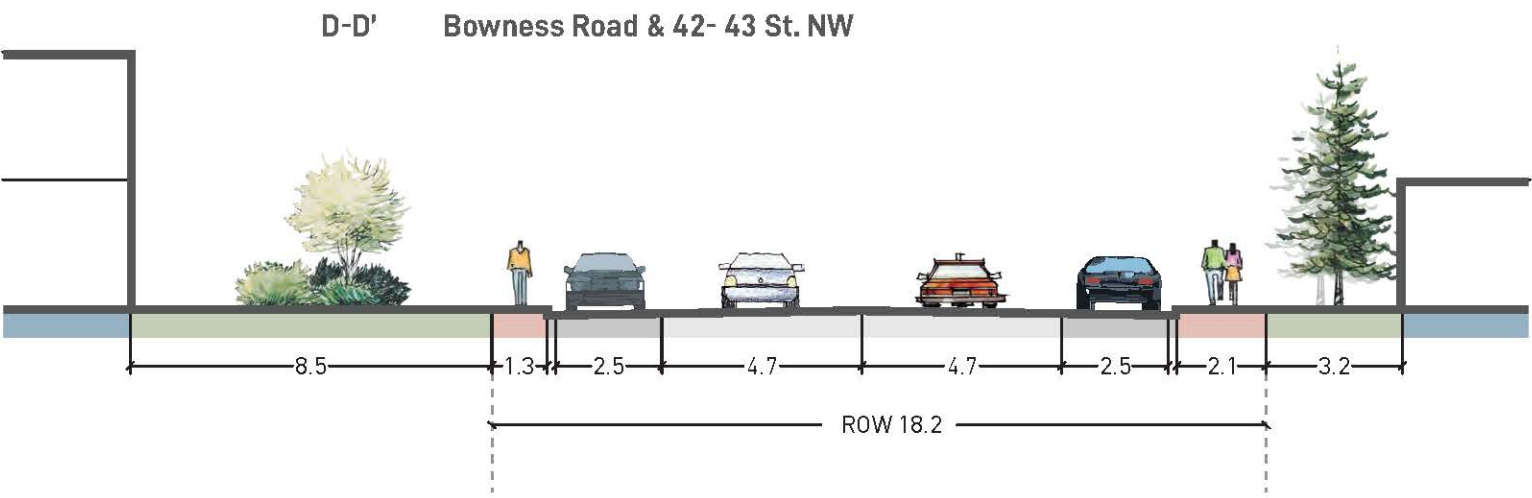 D-D' Bowness Road & 42- 43 St. NW
8.5 1.3 2.5 4.7 4.7 2.5 2.1 3.2
ROW 18.2